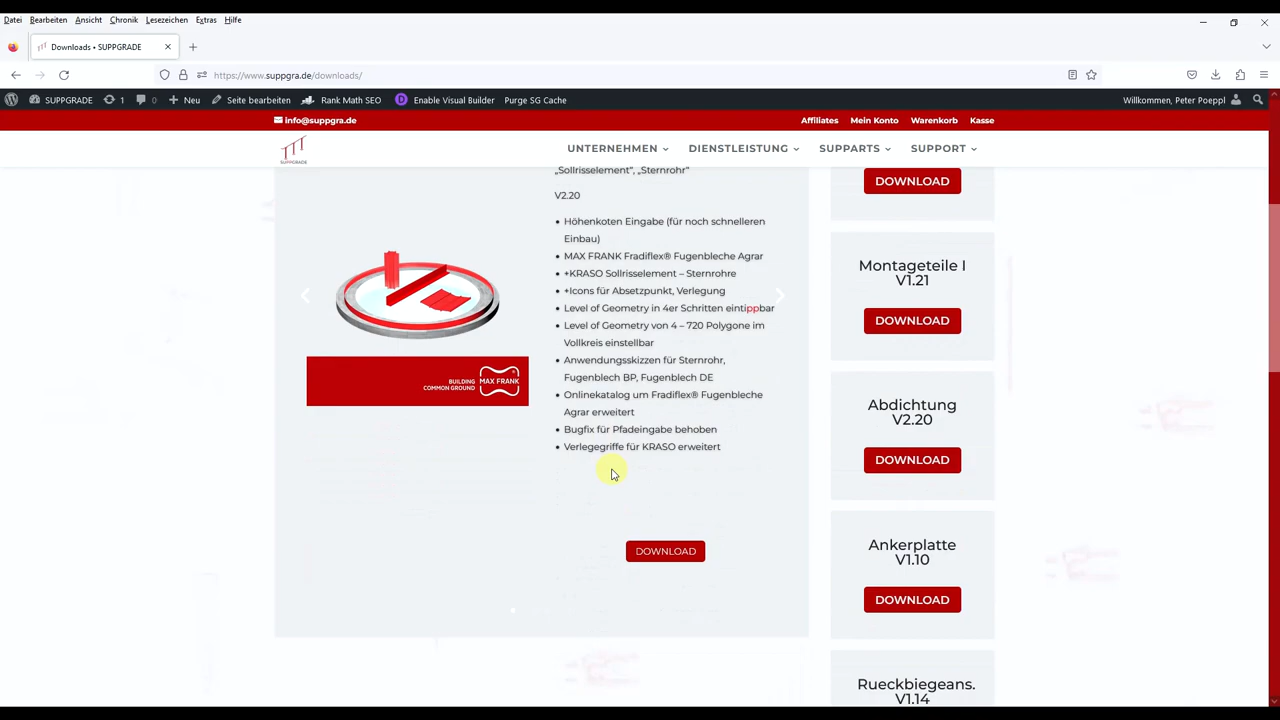 Datei Bearbeiten Ansicht Chronik Lesezeichen Extras Hilfe
Downloads • SUPPGRADE
https://www.suppgra.de/downloads/
SUPPGRADE 1 0 Neu Seite bearbeiten Rank Math SEO Enable Visual Builder Purge SG Cache Willkommen, Peter Poeppl
info@suppgra.de Affiliates Mein Konto Warenkorb Kasse
SUPPGRADE UNTERNEHMEN DIENSTLEISTUNG SUPPARTS SUPPORT
„Sollrisselement“, „Sternrohr“
V2.20
• Höhenkoten Eingabe (für noch schnelleren
Einbau)
• MAX FRANK Fradiflex® Fugenbleche Agrar
• +KRASO Sollrisselement – Sternrohre
• +Icons für Absetzpunkt, Verlegung
• Level of Geometry in 4er Schritten eintippbar
• Level of Geometry von 4 – 720 Polygone im
Vollkreis einstellbar
• Anwendungsskizzen für Sternrohr,
Fugenblech BP, Fugenblech DE
• Onlinekatalog um Fradiflex® Fugenbleche
Agrar erweitert
• Bugfix für Pfadeingabe behoben
• Verlegegriffe für KRASO erweitert
BUILDING
COMMON GROUND
MAX FRANK
DOWNLOAD
DOWNLOAD
Montageteile I
V1.21
DOWNLOAD
Abdichtung
V2.20
DOWNLOAD
Ankerplatte
V1.10
DOWNLOAD
Rueckbiegeans.
V1.14